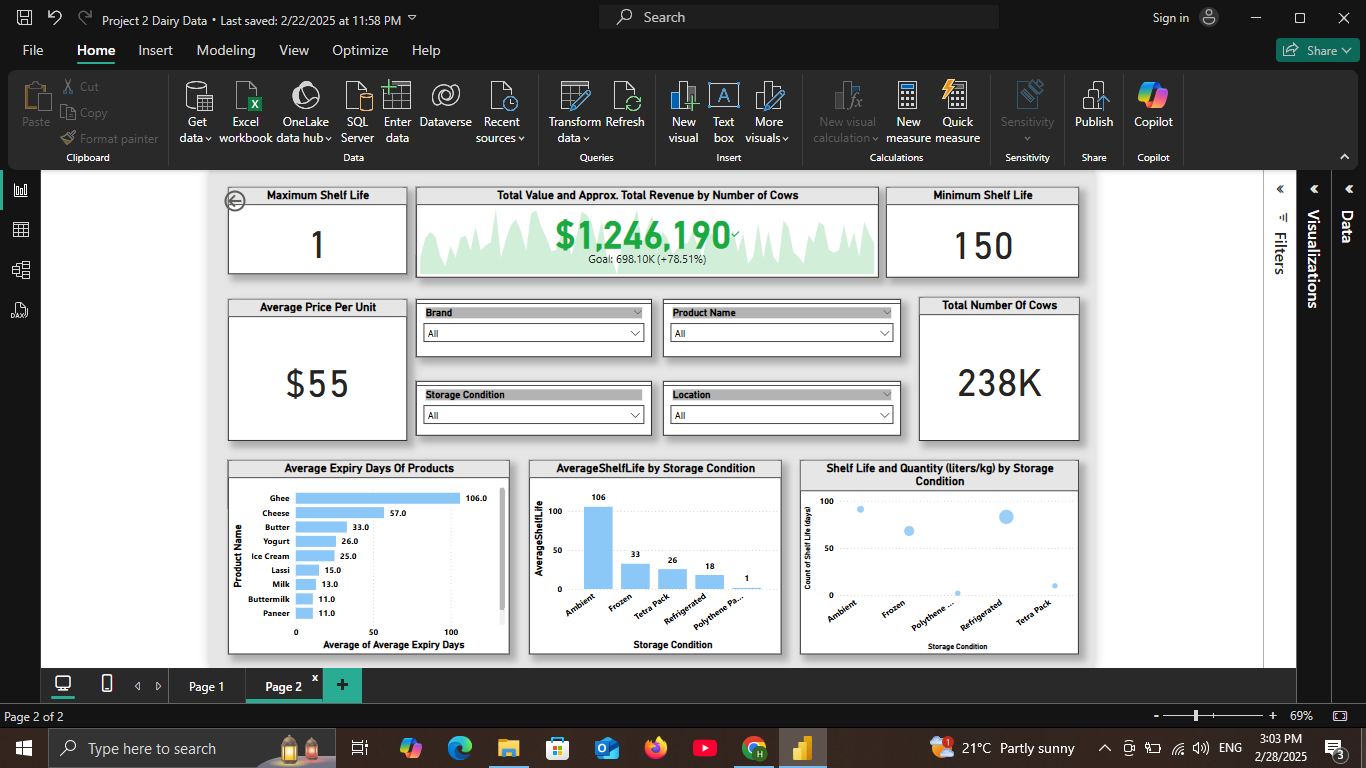 Project 2 Dairy Data • Last saved: 2/22/2025 at 11:58 PM
Search
Sign in
File Home Insert Modeling View Optimize Help
Share
Paste
Cut
Copy
Format painter
Clipboard
Get data
Excel workbook
OneLake data hub
SQL Server
Enter data
Dataverse
Recent sources
Data
Transform data
Refresh
Queries
New visual
Text box
More visuals
Insert
New visual calculation
New measure
Quick measure
Calculations
Sensitivity
Sensitivity
Publish
Share
Copilot
Copilot
Maximum Shelf Life
1
Total Value and Approx. Total Revenue by Number of Cows
$1,246,190
Goal: 698.10K (+78.51%)
Minimum Shelf Life
150
Average Price Per Unit
$55
Brand
All
Product Name
All
Storage Condition
All
Location
All
Total Number Of Cows
238K
Average Expiry Days Of Products
Product Name
Ghee 106.0
Cheese 57.0
Butter 33.0
Yogurt 26.0
Ice Cream 25.0
Lassi 15.0
Milk 13.0
Buttermilk 11.0
Paneer 11.0
0 50 100
Average of Average Expiry Days
AverageShelfLife by Storage Condition
AverageShelfLife
100
50
0
106
33
26
18
1
Ambient
Frozen
Tetra Pack
Refrigerated
Polythene Pa...
Storage Condition
Shelf Life and Quantity (liters/kg) by Storage
Condition
Count of Shelf Life (days)
100
50
0
Ambient
Frozen
Polythene ...
Refrigerated
Tetra Pack
Storage Condition
Filters
Visualizations
Data
Page 1
Page 2
x
+
Page 2 of 2
- + 69%
Type here to search
21°C Partly sunny
ENG
3:03 PM
2/28/2025
3